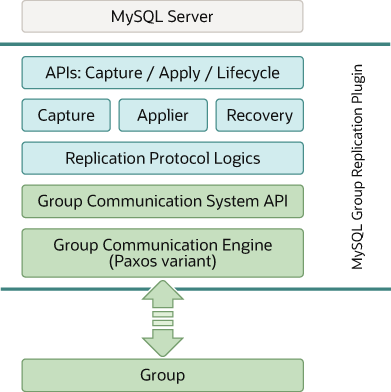 MySQL Server
APIs: Capture / Apply / Lifecycle
Capture
Applier
Recovery
Replication Protocol Logics
Group Communication System API
Group Communication Engine
(Paxos variant)
MySQL Group Replication Plugin
Group